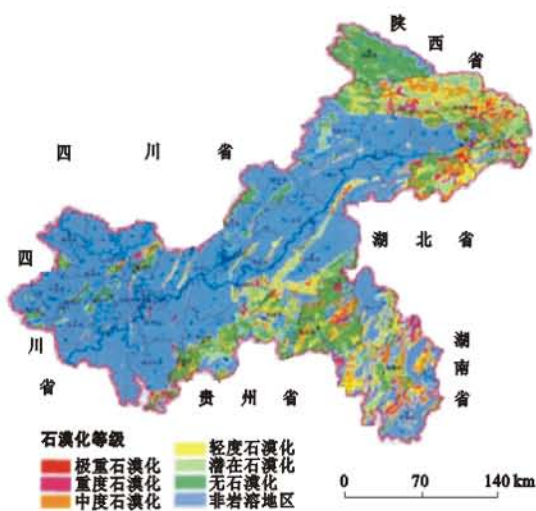 陕西省
四川省
四川省
湖北省
湖南省
贵州省
石漠化等级
极重石漠化
重度石漠化
中度石漠化
轻度石漠化
潜在石漠化
无石漠化
非岩溶地区
0 70 140 km